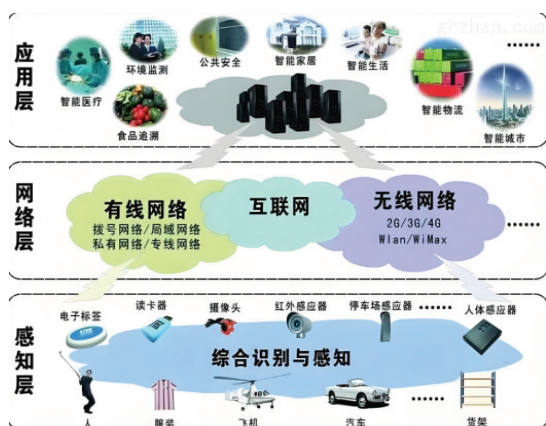 gkzhan.com
应用层
智能医疗
环境监测
公共安全
智能家居
智能生活
······
食品追溯
智能物流
智能城市
网络层
有线网络
拨号网络/局域网络
私有网络/专线网络
互联网
无线网络
2G/3G/4G
Wlan/WiMax
······
感知层
电子标签
读卡器
摄像头
红外感应器
停车场感应器
······
人体感应器
综合识别与感知
人
服装
飞机
汽车
······
货架